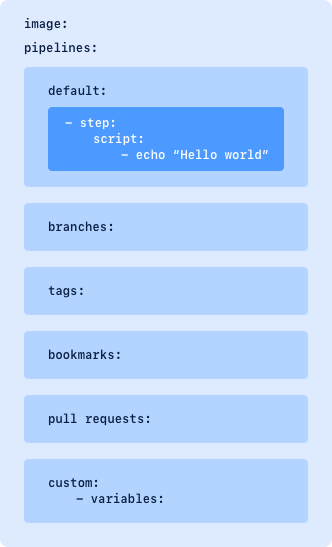 image:
pipelines:
default:
- step:
script:
- echo “Hello world”
branches:
tags:
bookmarks:
pull requests:
custom:
- variables: